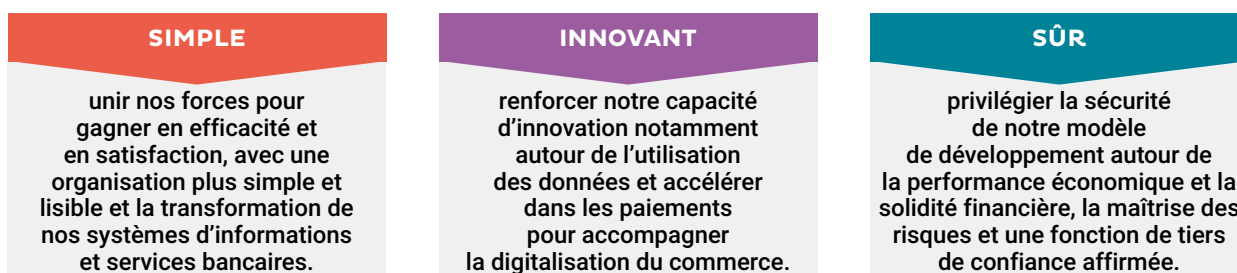 SIMPLE
unir nos forces pour
gagner en efficacité et
en satisfaction, avec une
organisation plus simple et
lisible et la transformation de
nos systèmes d’informations
et services bancaires.
INNOVANT
renforcer notre capacité
d’innovation notamment
autour de l’utilisation
des données et accélérer
dans les paiements
pour accompagner
la digitalisation du commerce.
SÛR
privilégier la sécurité
de notre modèle
de développement autour de
la performance économique et la
solidité financière, la maîtrise des
risques et une fonction de tiers
de confiance affirmée.